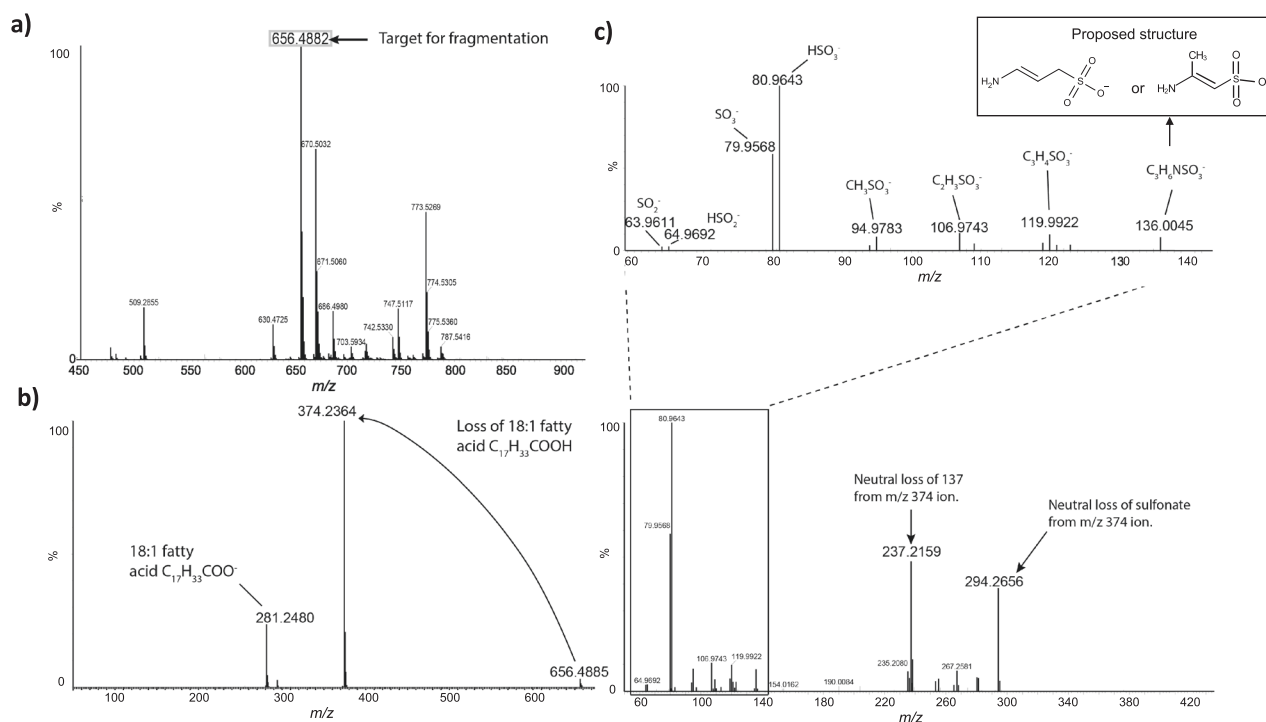 a)
100
%
0
656.4882
Target for fragmentation
670.5032
773.5269
671.5060
774.5305
509.2855
630.4725
686.4980
747.5117
742.5330
775.5360
703.5934
787.5416
450 500 550 600 650 700 750 800 850 900
m/z
b)
100
%
0
374.2364
Loss of 18:1 fatty
acid C₁₇H₃₃COOH
18:1 fatty
acid C₁₇H₃₃COO⁻
281.2480
656.4885
100 200 300 400 500 600
m/z
c)
Proposed structure
H₂N
O
S
O
O⁻
or
CH₃
H₂N
O
S
O
O
100
%
0
HSO₃⁻
80.9643
SO₃⁻
79.9568
SO₂⁻
63.9611
HSO₂⁻
64.9692
CH₃SO₃⁻
94.9783
C₂H₃SO₃⁻
106.9743
C₃H₄SO₃⁻
119.9922
C₃H₆NSO₃⁻
136.0045
60 70 80 90 100 110 120 130 140
m/z
100
%
0
80.9643
79.9568
64.9692
106.9743
119.9922
154.0162
190.0084
Neutral loss of 137
from m/z 374 ion.
237.2159
Neutral loss of sulfonate
from m/z 374 ion.
294.2656
235.2080
267.2581
60 100 140 180 220 260 300 340 380 420
m/z